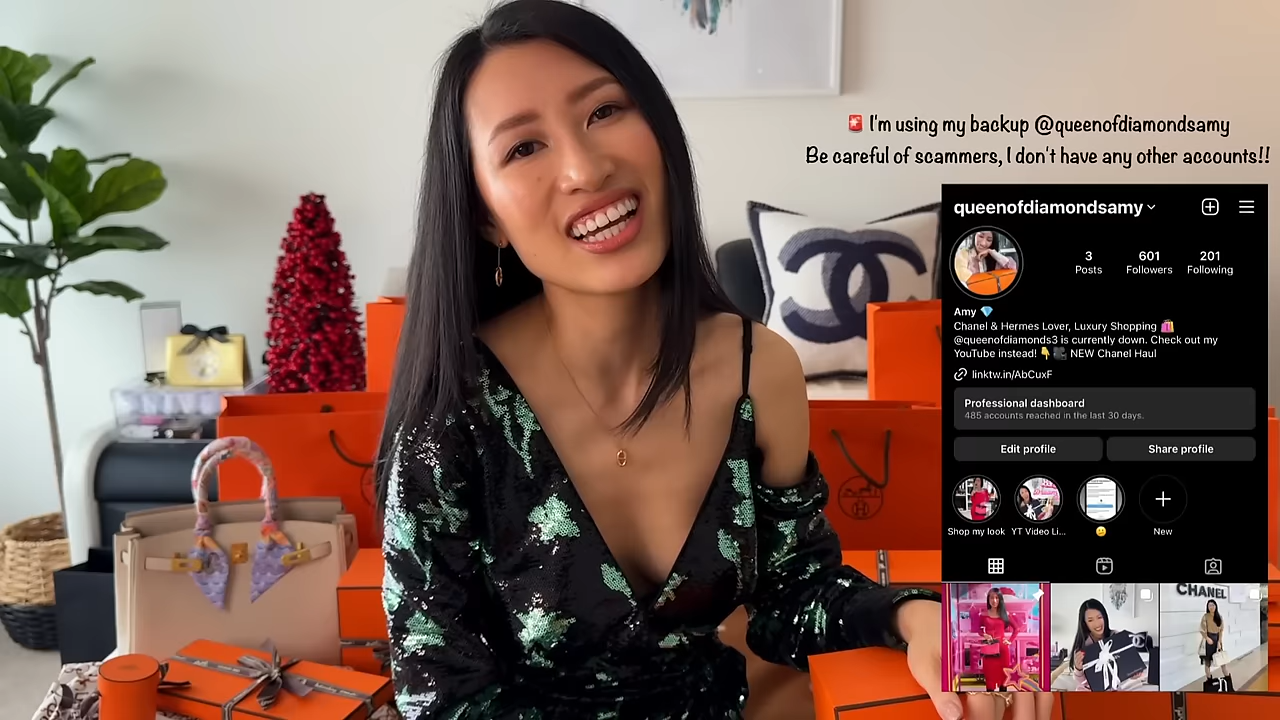 🚨 I'm using my backup @queenofdiamondsamy
Be careful of scammers, I don't have any other accounts!!
queenofdiamondsamy
3 601 201
Posts Followers Following
Amy 💎
Chanel & Hermes Lover, Luxury Shopping 🛍️
@queenofdiamonds3 is currently down. Check out my
YouTube instead! 👇 NEW Chanel Haul
linktw.in/AbCuxF
Professional dashboard
485 accounts reached in the last 30 days.
Edit profile Share profile
Shop my look YT Video Li... 😕 New
CHANEL
H